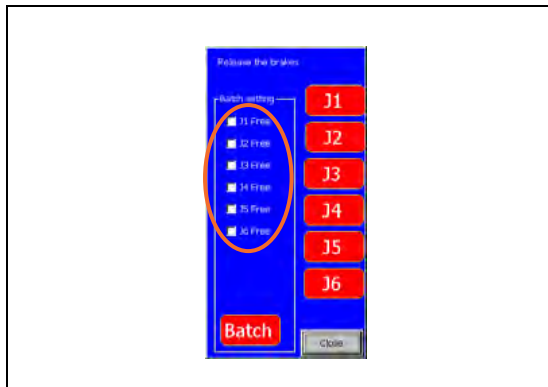 Release the brakes
Batch setting
J1 Free
J2 Free
J3 Free
J4 Free
J5 Free
J6 Free
Batch
J1
J2
J3
J4
J5
J6
Close